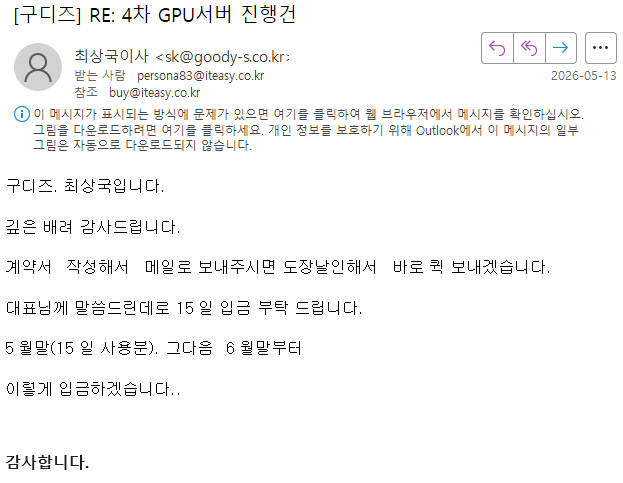 [구디즈] RE: 4차 GPU서버 진행건
최상국이사 <sk@goody-s.co.kr>
받는 사람 persona83@iteasy.co.kr
참조 buy@iteasy.co.kr
2026-05-13
이 메시지가 표시되는 방식에 문제가 있으면 여기를 클릭하여 웹 브라우저에서 메시지를 확인하십시오.
그림을 다운로드하려면 여기를 클릭하세요. 개인 정보를 보호하기 위해 Outlook에서 이 메시지의 일부
그림은 자동으로 다운로드되지 않습니다.
구디즈. 최상국입니다.
깊은 배려 감사드립니다.
계약서 작성해서 메일로 보내주시면 도장날인해서 바로 퀵 보내겠습니다.
대표님께 말씀드린데로 15일 입금 부탁 드립니다.
5월말(15일 사용분). 그다음 6월말부터
이렇게 입금하겠습니다..
감사합니다.